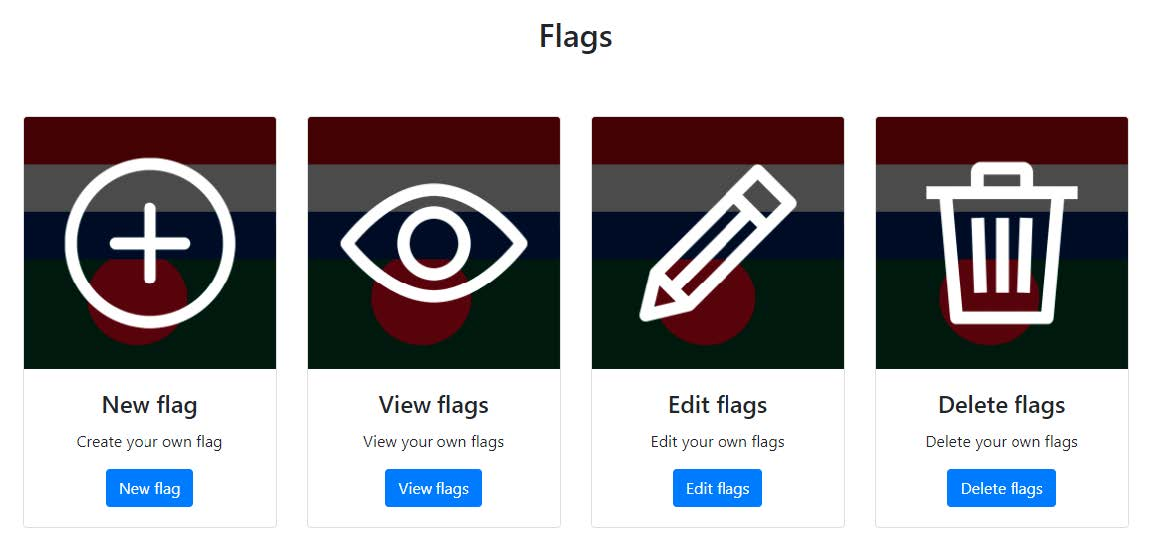 Flags
New flag
Create your own flag
New flag
View flags
View your own flags
View flags
Edit flags
Edit your own flags
Edit flags
Delete flags
Delete your own flags
Delete flags